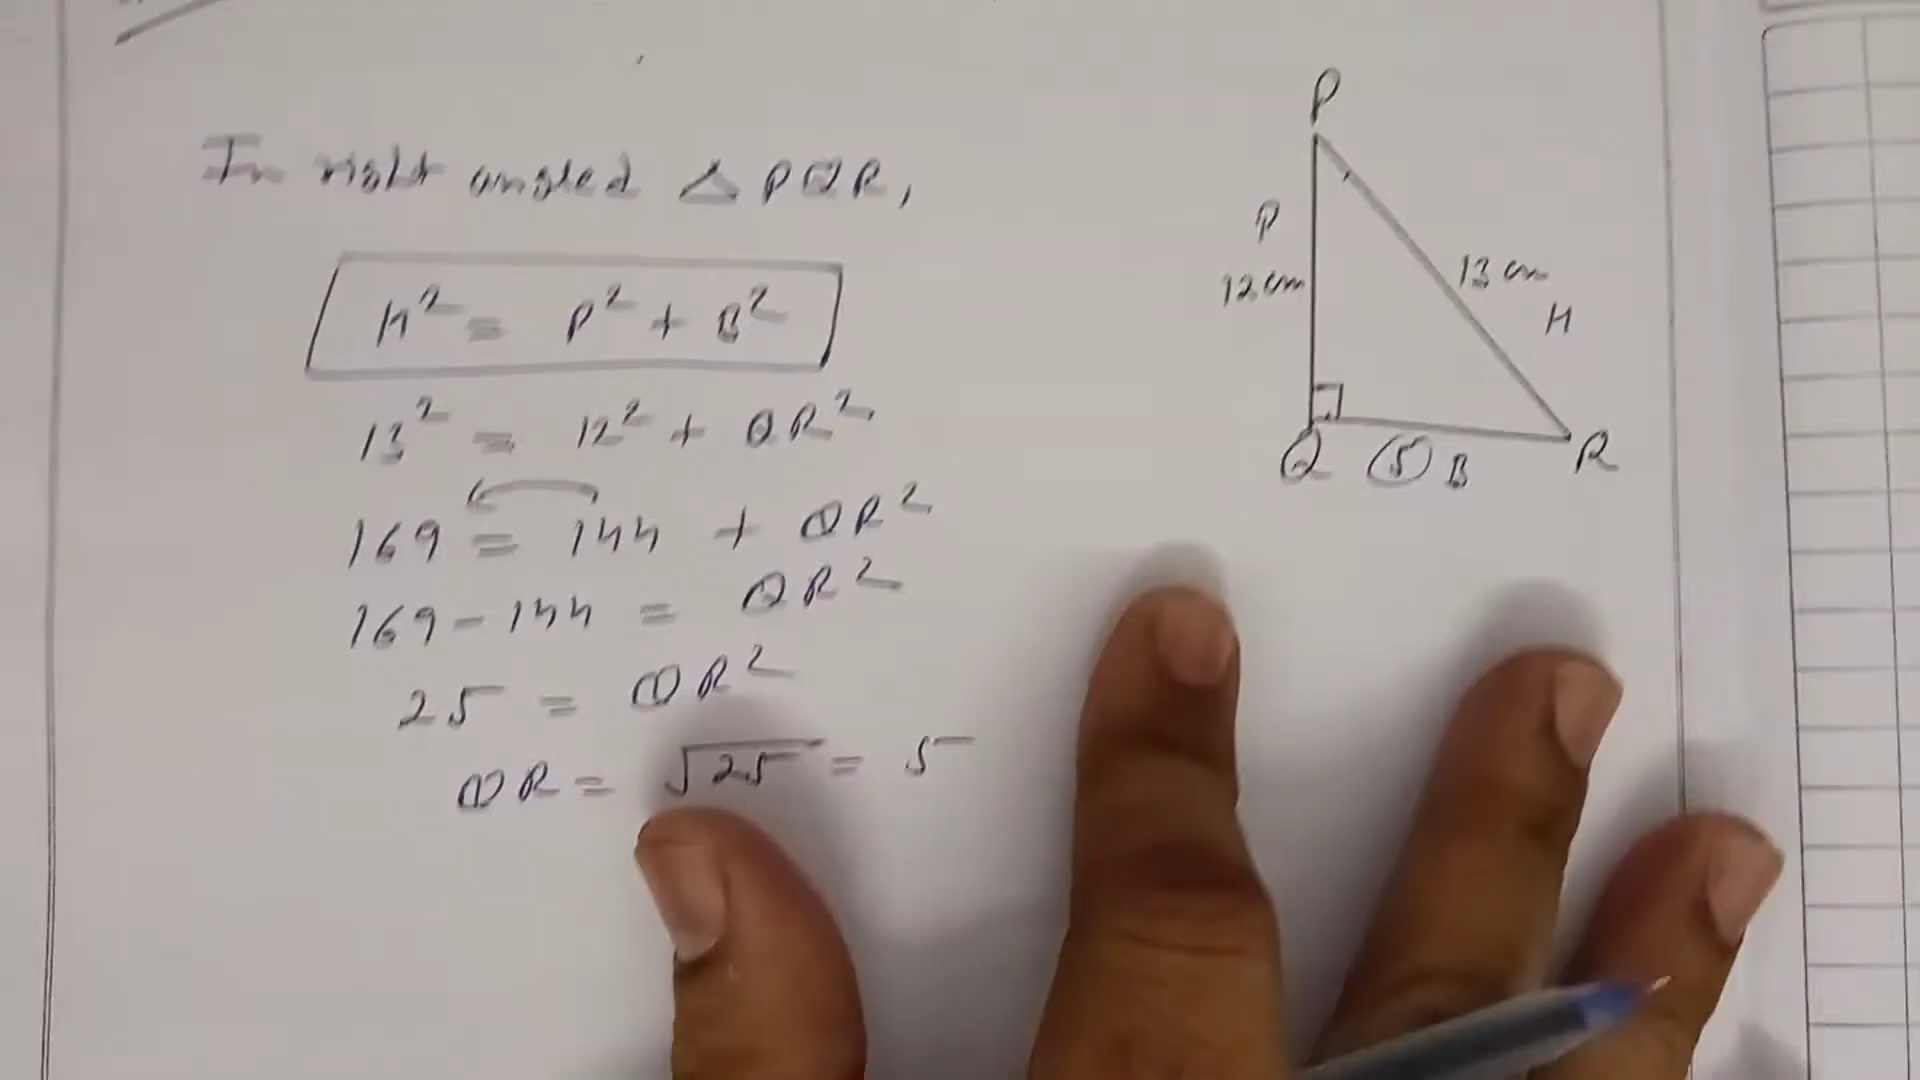 In right angled △ PQR,
H² = P² + B²
13² = 12² + QR²
169 = 144 + QR²
169 - 144 = QR²
25 = QR²
QR = √25 = 5
P
P
12 cm
13 cm
H
Q 5 B R